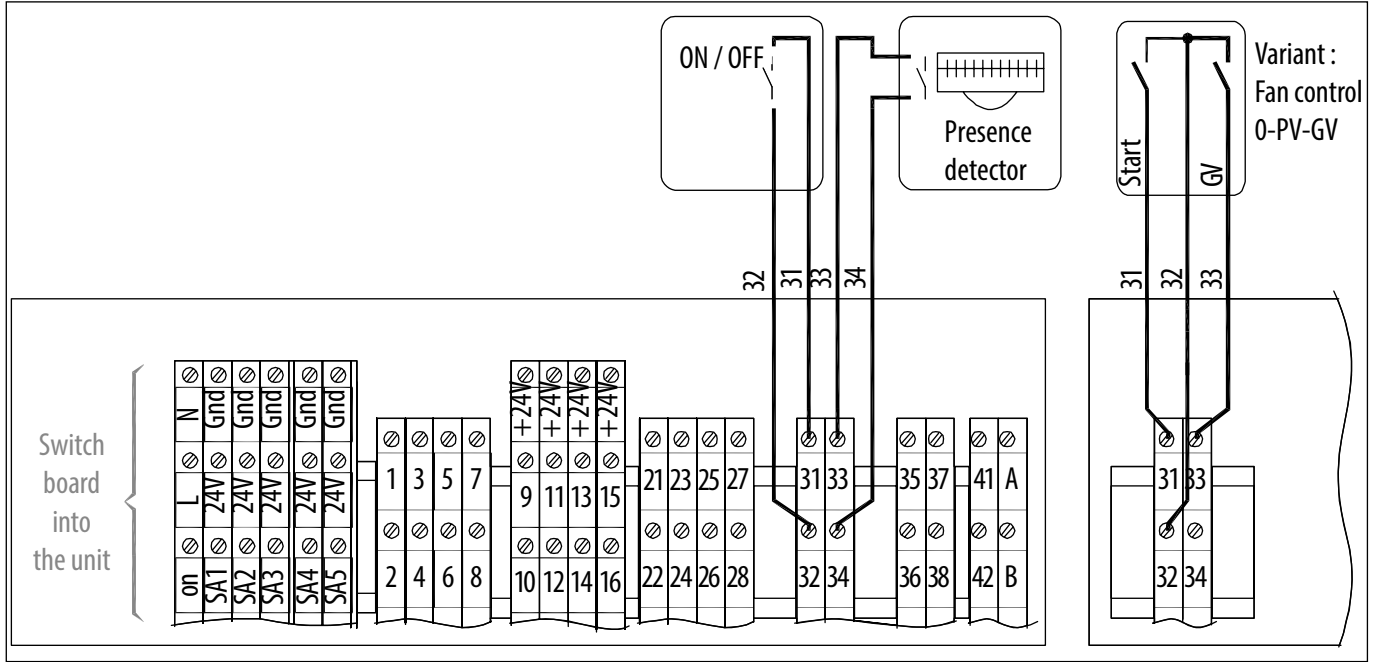 ON / OFF
Presence
detector
Start
GV
Variant :
Fan control
0-PV-GV
32 31 33 34
31 32 33
Switch
board
into
the unit
N Gnd Gnd Gnd Gnd Gnd
L 24V 24V 24V 24V 24V
on SA1 SA2 SA3 SA4 SA5
1 3 5 7
2 4 6 8
+24V +24V +24V +24V
9 11 13 15
10 12 14 16
21 23 25 27
22 24 26 28
31 33
32 34
35 37
36 38
41 A
42 B
31 33
32 34